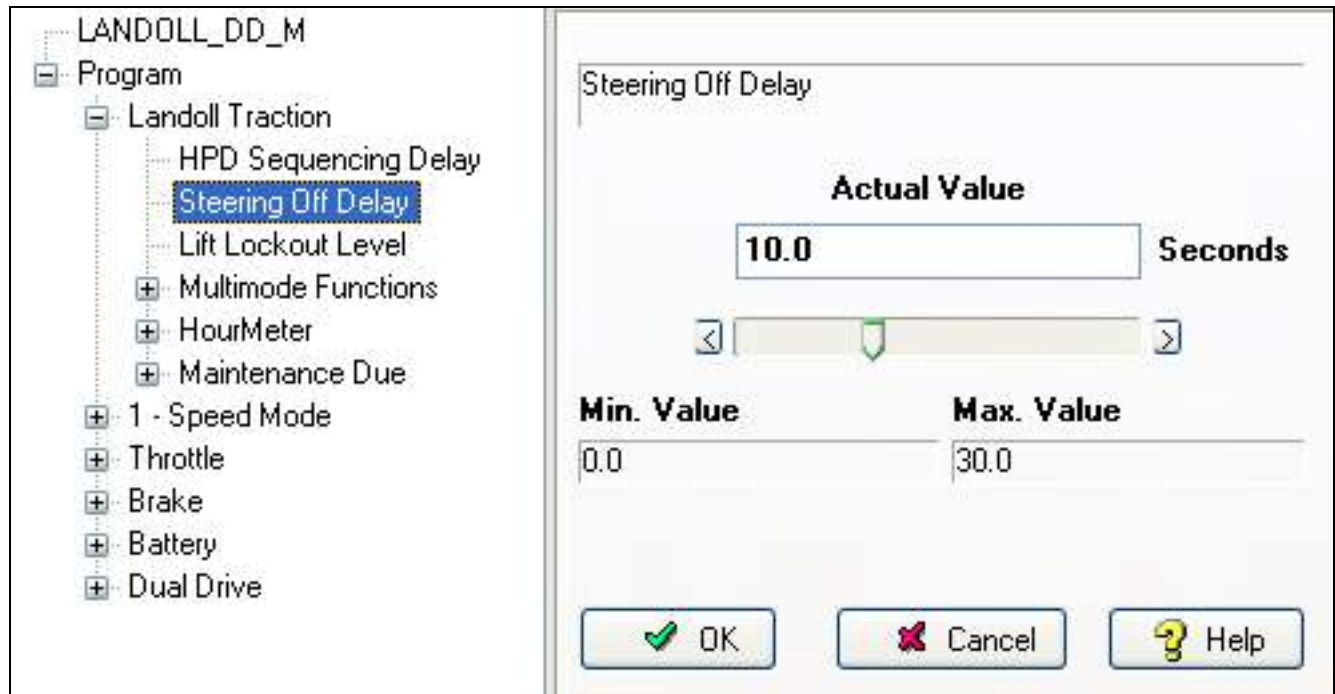 LANDOLL_DD_M
Program
Landoll Traction
HPD Sequencing Delay
Steering Off Delay
Lift Lockout Level
Multimode Functions
HourMeter
Maintenance Due
1 - Speed Mode
Throttle
Brake
Battery
Dual Drive
Steering Off Delay
Actual Value
10.0 Seconds
Min. Value Max. Value
0.0 30.0
OK Cancel Help